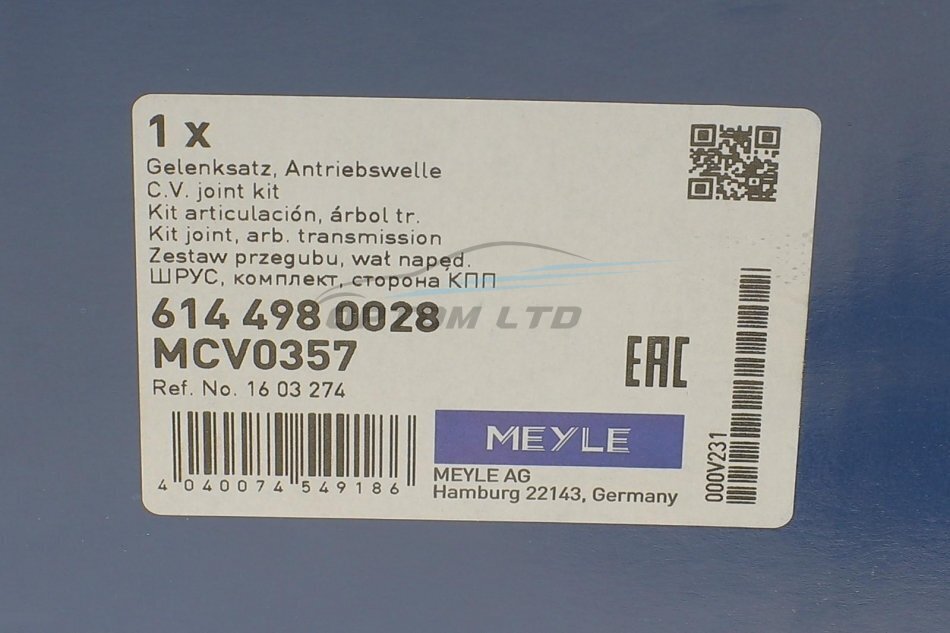 1 x
Gelenksatz, Antriebswelle
C.V. joint kit
Kit articulación, árbol tr.
Kit joint, arb. transmission
Zestaw przegubu, wał napęd.
ШРУС, комплект, сторона КПП
614 498 0028
OPTOM LTD
MCV0357
Ref. No. 16 03 274
EAC
MEYLE
MEYLE AG
Hamburg 22143, Germany
4 040074 549186
000V231